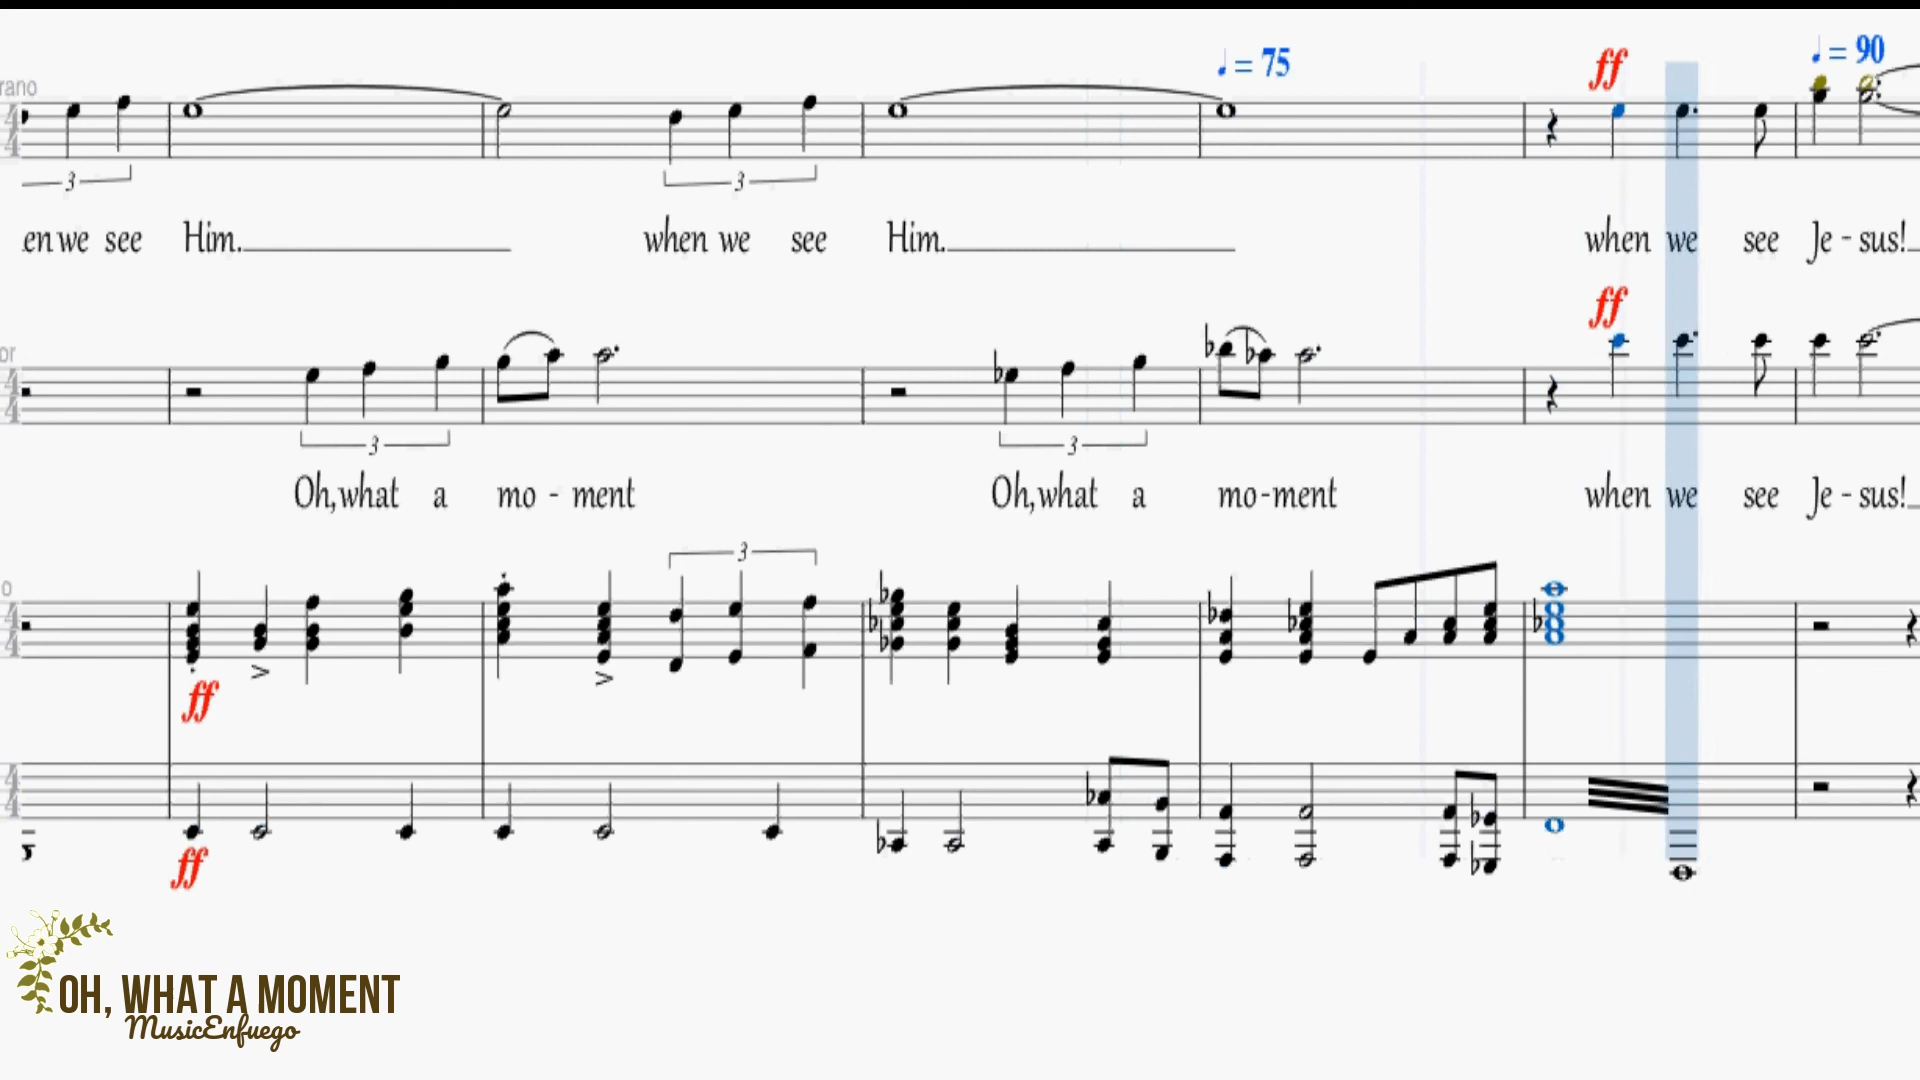 ♩ = 75
ff
♩ = 90
rano
3
3
en we see Him. when we see Him. when we see Je - sus!
ff
or
3
3
Oh, what a mo - ment Oh, what a mo - ment when we see Je - sus!
3
o
ff
ff
OH, WHAT A MOMENT
MusicEnfuego